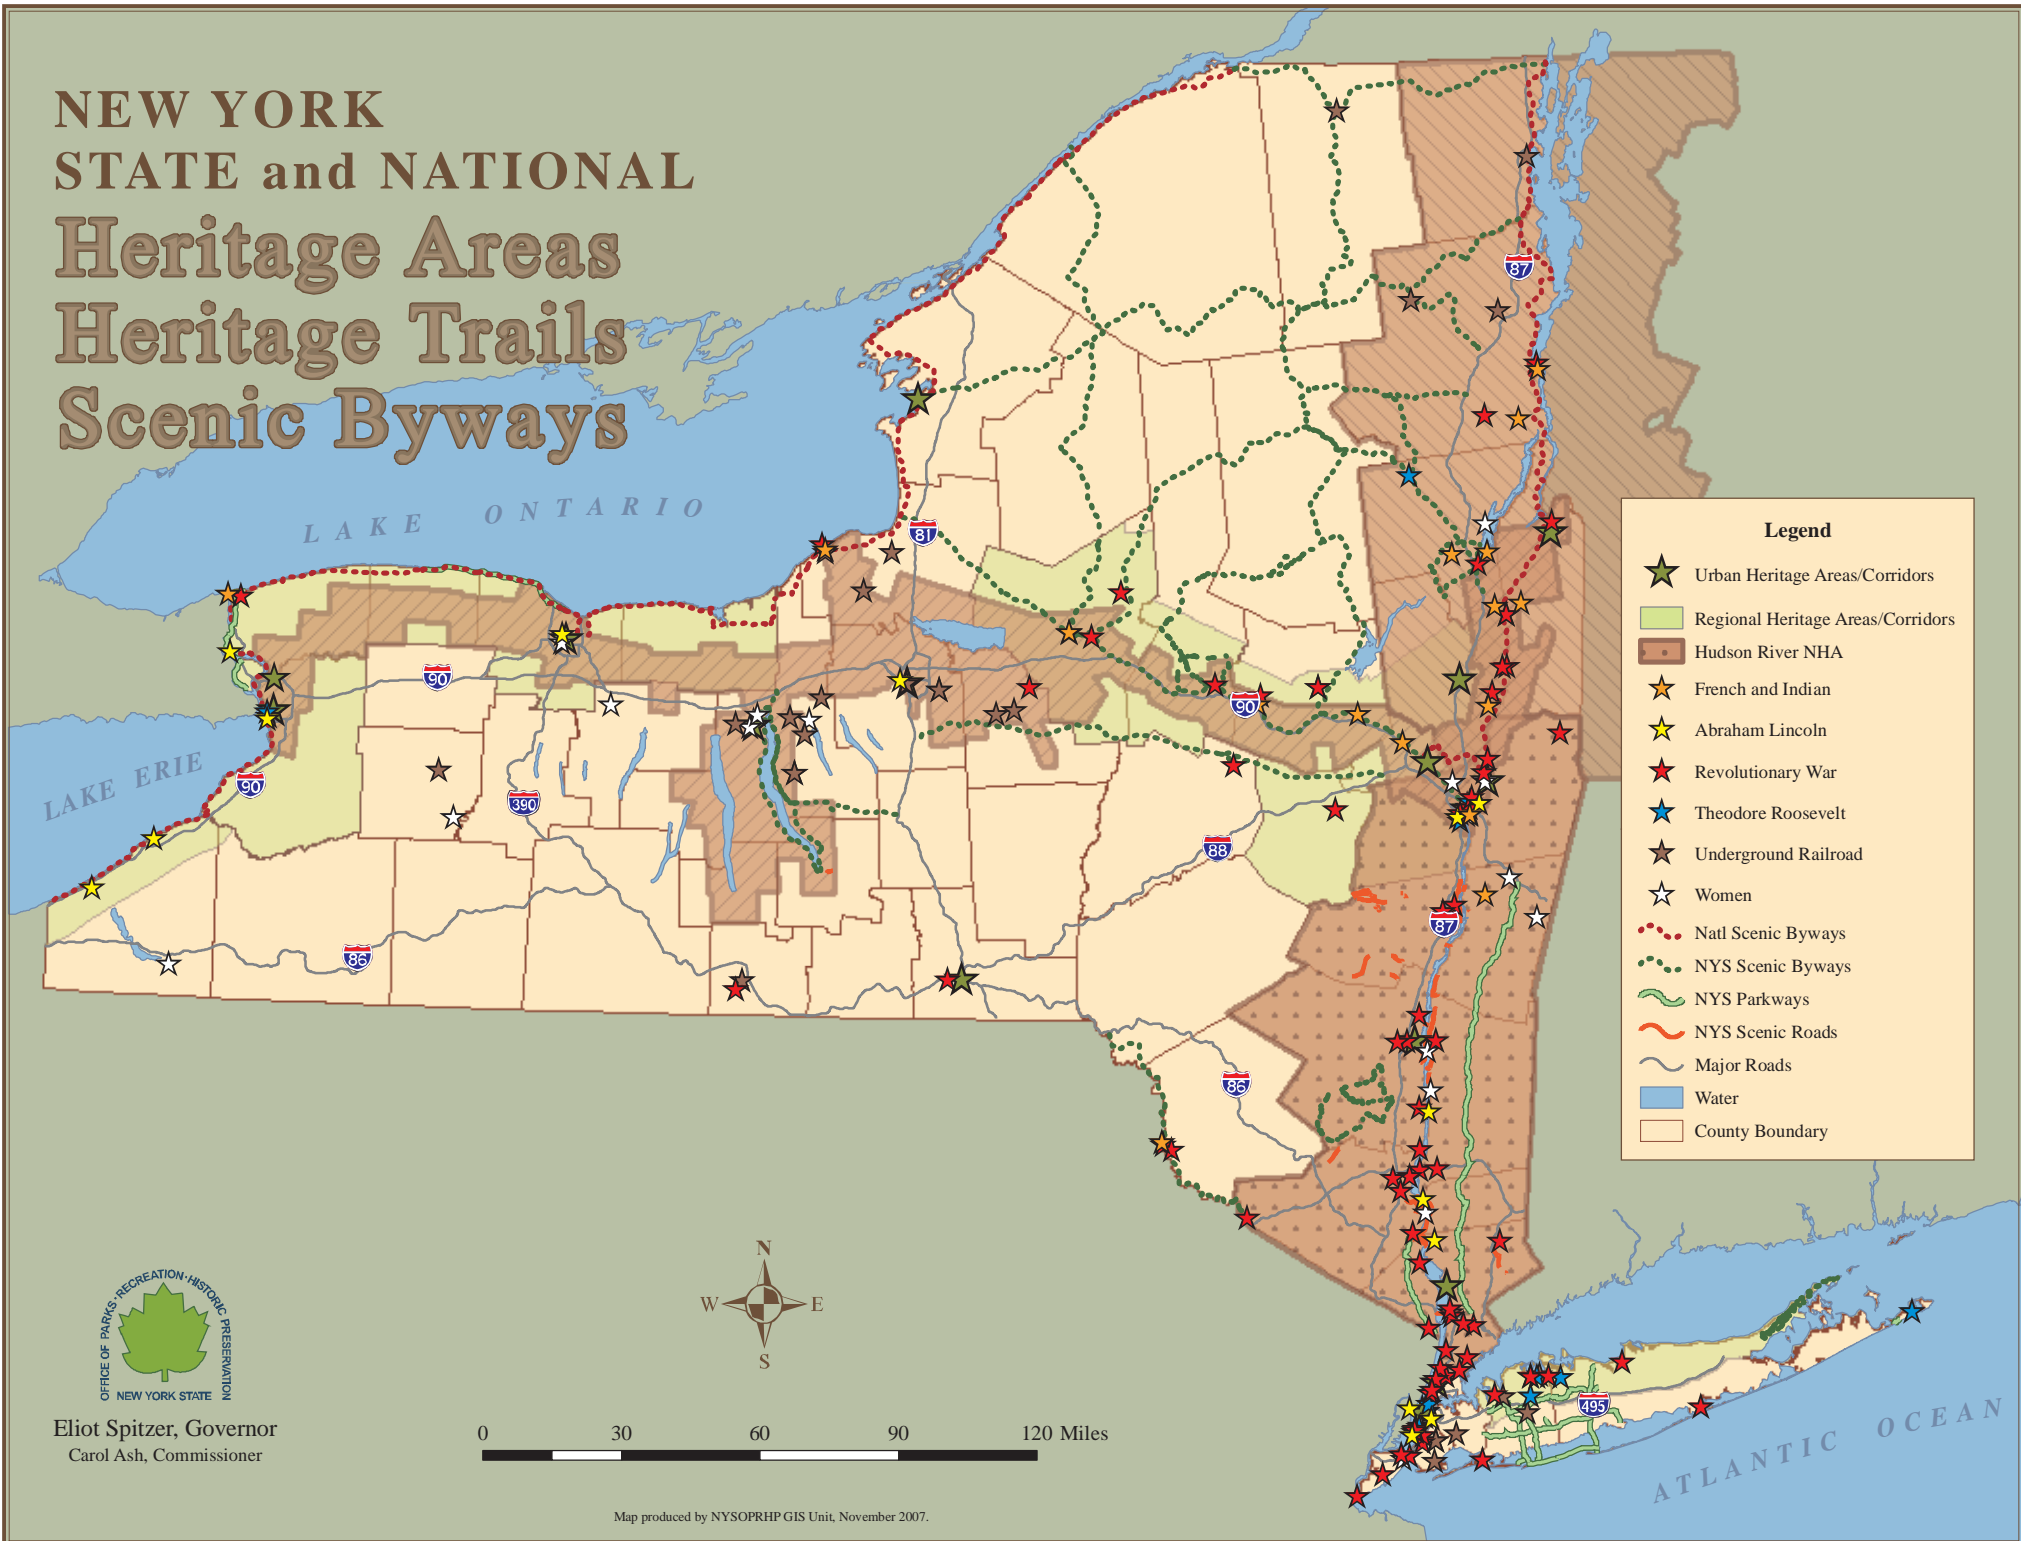 NEW YORK
STATE and NATIONAL
Heritage Areas
Heritage Trails
Scenic Byways
LAKE ONTARIO
LAKE ERIE
ATLANTIC OCEAN
87
81
90
90
90
390
88
87
86
86
495
Legend
Urban Heritage Areas/Corridors
Regional Heritage Areas/Corridors
Hudson River NHA
French and Indian
Abraham Lincoln
Revolutionary War
Theodore Roosevelt
Underground Railroad
Women
Natl Scenic Byways
NYS Scenic Byways
NYS Parkways
NYS Scenic Roads
Major Roads
Water
County Boundary
N
W E
S
OFFICE OF PARKS·RECREATION·HISTORIC PRESERVATION
NEW YORK STATE
Eliot Spitzer, Governor
Carol Ash, Commissioner
0 30 60 90 120 Miles
Map produced by NYSOPRHP GIS Unit, November 2007.